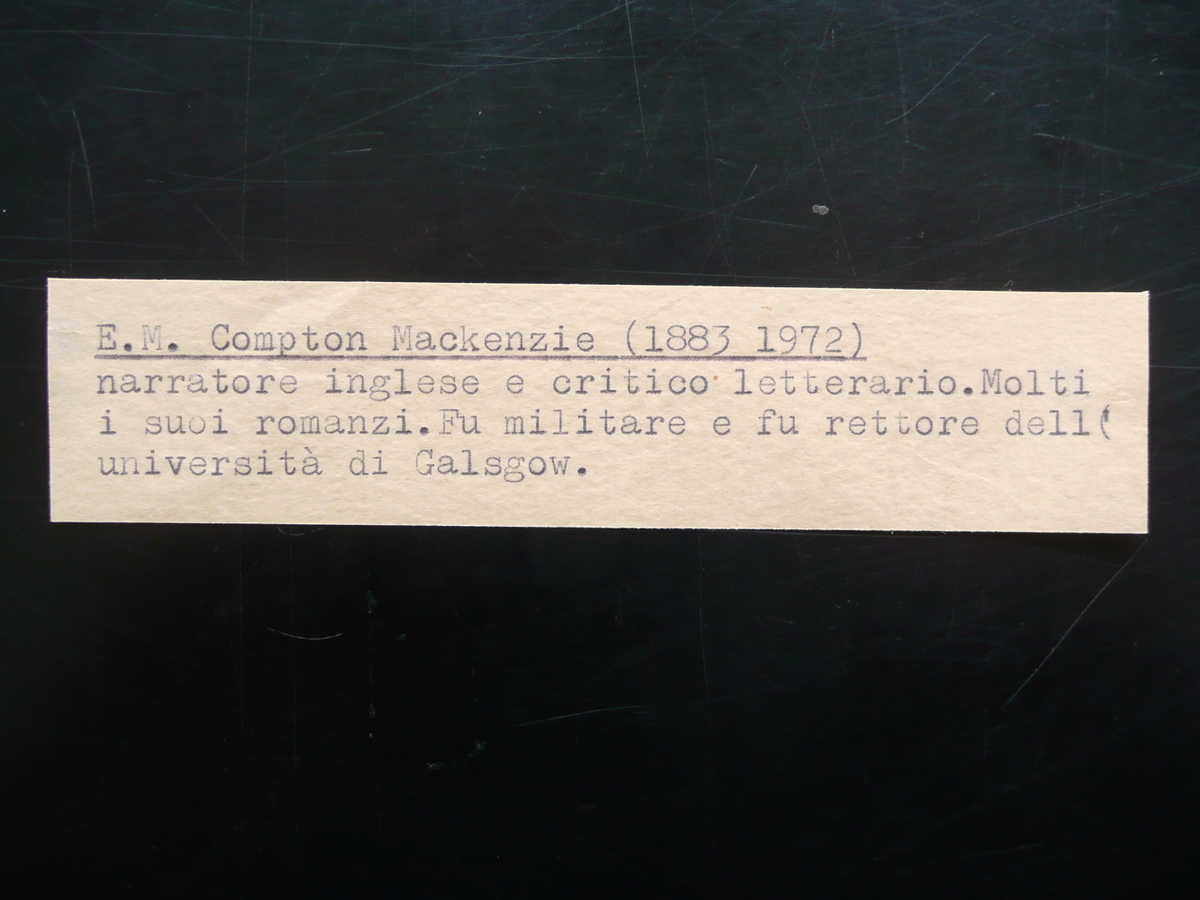 E.M. Compton Mackenzie (1883 1972)
narratore inglese e critico letterario.Molti
i suoi romanzi.Fu militare e fu rettore dell(
università di Galsgow.